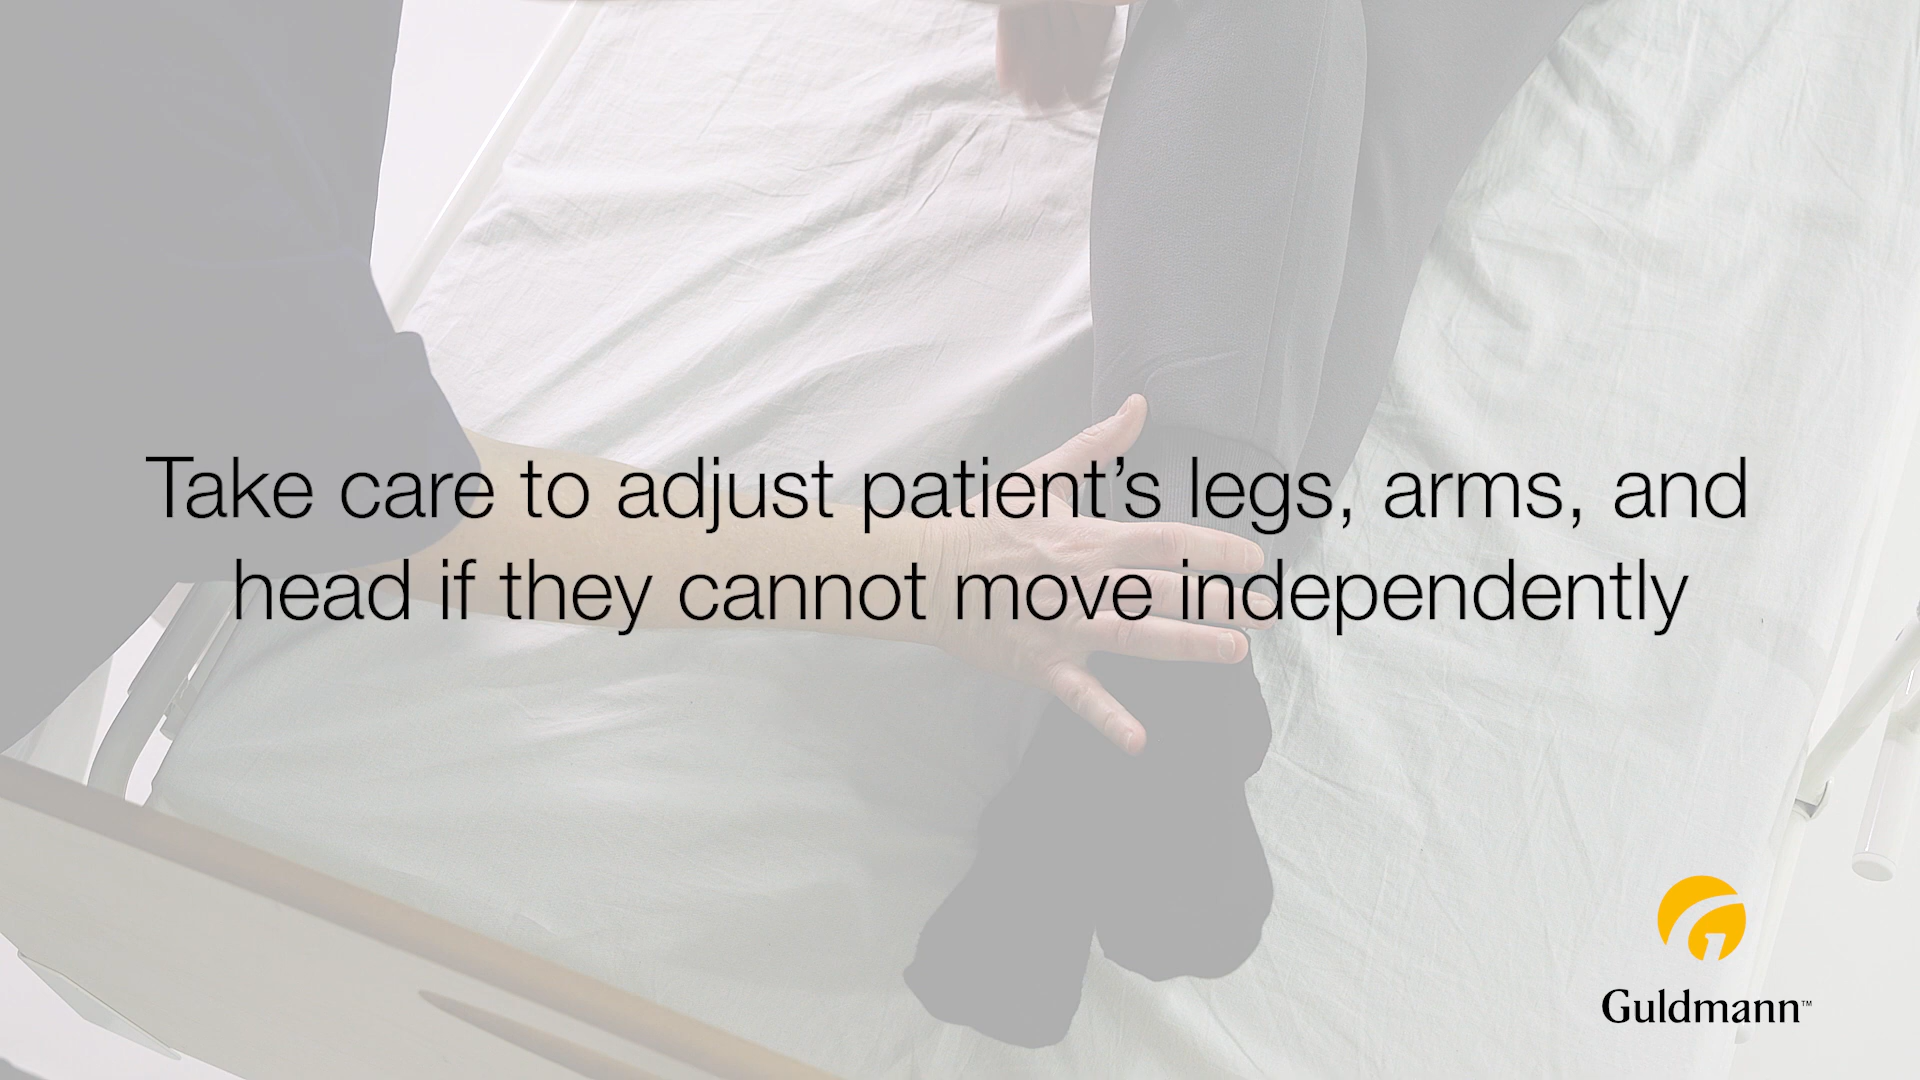 Take care to adjust patient’s legs, arms, and
head if they cannot move independently
Guldmann™